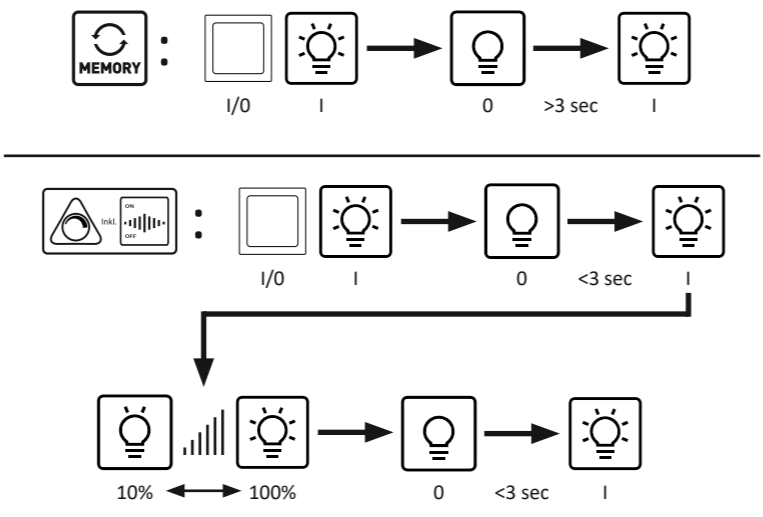 MEMORY :
I/0 I 0 >3 sec I
Inkl. ON OFF :
I/0 I 0 <3 sec I
10% 100% 0 <3 sec I